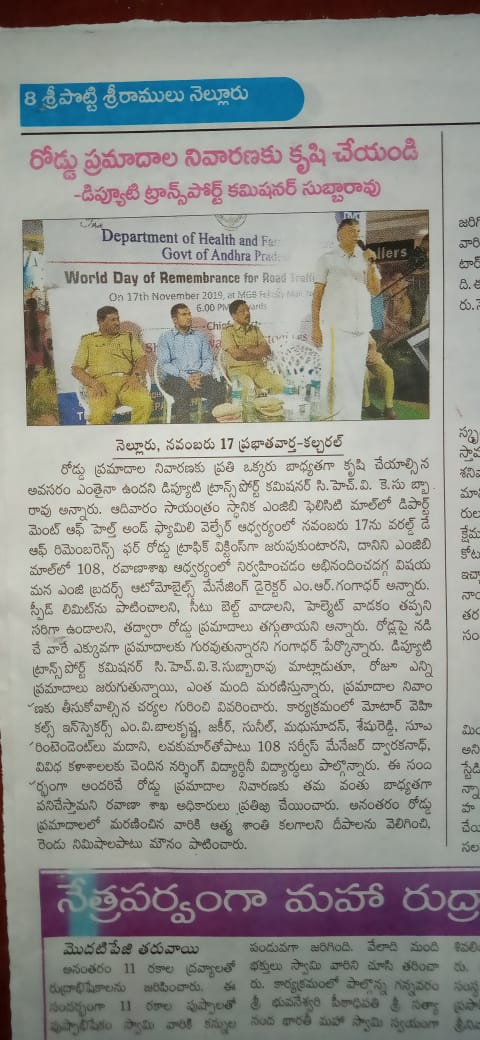 8 శ్రీపొట్టి శ్రీరాములు నెల్లూరు
రోడ్డు ప్రమాదాల నివారణకు కృషి చేయండి
-డిప్యూటి ట్రాన్స్‌పోర్ట్ కమిషనర్ సుబ్బారావు
Department of Health and Fa
Govt of Andhra Prade
World Day of Remembrance for Road Traffi
On 17th November 2019, at MGB Felicity Mall, Ne
6.00 PM
ellers
నెల్లూరు, నవంబరు 17 ప్రభాతవార్త-కల్చరల్
రోడ్డు ప్రమాదాల నివారణకు ప్రతి ఒక్కరు బాధ్యతగా కృషి చేయాల్సిన
అవసరం ఎంతైనా ఉందని డిప్యూటి ట్రాన్స్‌పోర్ట్ కమిషనర్ సి.హెచ్.వి. కె.సు బ్బా
రావు అన్నారు. ఆదివారం సాయంత్రం స్థానిక ఎంజిబి ఫెలిసిటి మాల్‌లో డిపార్ట్
మెంట్ ఆఫ్ హెల్త్ అండ్ ఫ్యామిలి వెల్ఫేర్ ఆధ్వర్యంలో నవంబరు 17ను వరల్డ్ డే
ఆఫ్ రిమెంబరెన్స్ ఫర్ రోడ్డు ట్రాఫిక్ విక్టిమ్స్‌గా జరుపుకుంటారని, దానిని ఎంజిబి
మాల్‌లో 108, రవాణాశాఖ ఆధ్వర్యంలో నిర్వహించడం అభినందించదగ్గ విషయ
మన ఎంజి బ్రదర్స్ ఆటోమోబైల్స్ మేనేజింగ్ డైరెక్టర్ ఎం.ఆర్.గంగాధర్ అన్నారు.
స్పీడ్ లిమిట్‌ను పాటించాలని, సీటు బెల్ట్ వాడాలని, హెల్మెట్ వాడకం తప్పని
సరిగా ఉండాలని, తద్వారా రోడ్డు ప్రమాదాలు తగ్గుతాయని అన్నారు. రోడ్లపై నడి
చే వారే ఎక్కువగా ప్రమాదాలకు గురవుతున్నారని గంగాధర్ పేర్కొన్నారు. డిప్యూటి
ట్రాన్స్‌పోర్ట్ కమిషనర్ సి.హెచ్.వి.కె.సుబ్బారావు మాట్లాడుతూ, రోజూ ఎన్ని
ప్రమాదాలు జరుగుతున్నాయి, ఎంత మంది మరణిస్తున్నారు, ప్రమాదాల నివార
ణకు తీసుకోవాల్సిన చర్యల గురించి వివరించారు. కార్యక్రమంలో మోటార్ వెహి
కల్స్ ఇన్‌స్పెక్టర్స్ ఎం.వి.బాలకృష్ణ, జకీర్, సునీల్, మధుసూదన్, శేషురెడ్డి, సూప
రింటెండెంట్‌లు మదాని, లవకుమార్‌తోపాటు 108 సర్వీస్ మేనేజర్ ద్వారకనాథ్,
వివిధ కళాశాలలకు చెందిన నర్శింగ్ విద్యార్థినీ విద్యార్థులు పాల్గొన్నారు. ఈ సంద
ర్భంగా అందరిచే రోడ్డు ప్రమాదాల నివారణకు తమ వంతు బాధ్యతగా
పనిచేస్తామని రవాణా శాఖ అధికారులు ప్రతిజ్ఞ చేయించారు. అనంతరం రోడ్డు
ప్రమాదాలలో మరణించిన వారికి ఆత్మ శాంతి కలగాలని దీపాలను వెలిగించి,
రెండు నిమిషాలపాటు మౌనం పాటించారు.
నేత్రపర్వంగా మహా రుద్రా
మొదటిపేజి తరువాయి
అనంతరం 11 రకాల ద్రవ్యాలతో
రుద్రాభిషేకాలను జరిపించారు. ఈ
సందర్భంగా 11 రకాల పుష్పాలతో
పుష్పాభిషేకం స్వామి వారికి కన్నుల
పండువగా జరిగింది. వేలాది మంది
భక్తులు స్వామి వారిని చూసి తరించా
రు. కార్యక్రమంలో పాల్గొన్న గన్నవరం
శ్రీ భువనేశ్వరి పీఠాధిపతి శ్రీ సత్యా
నంద భారతీ మహా స్వామి స్వయంగా